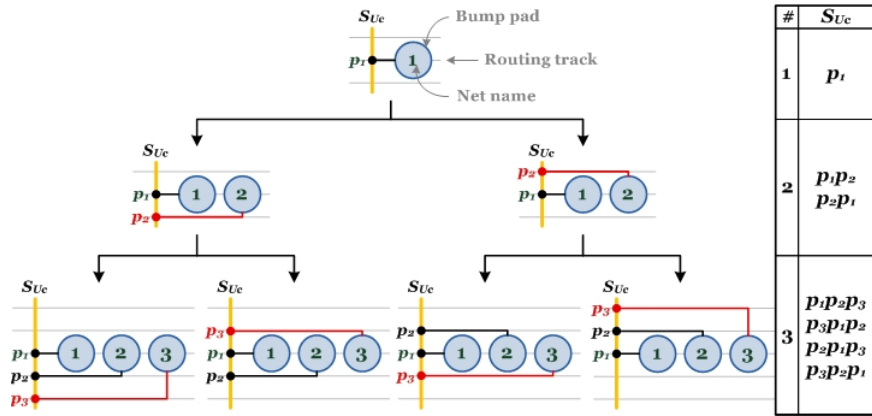 S_Uc
Bump pad
p₁
1
Routing track
Net name
S_Uc
p₁
p₂
1
2
S_Uc
p₂
p₁
1
2
S_Uc
p₁
p₂
p₃
1
2
3
S_Uc
p₃
p₁
p₂
1
2
3
S_Uc
p₂
p₁
p₃
1
2
3
S_Uc
p₃
p₂
p₁
1
2
3
# S_Uc
1 p₁
2 p₁p₂
p₂p₁
3 p₁p₂p₃
p₃p₁p₂
p₂p₁p₃
p₃p₂p₁